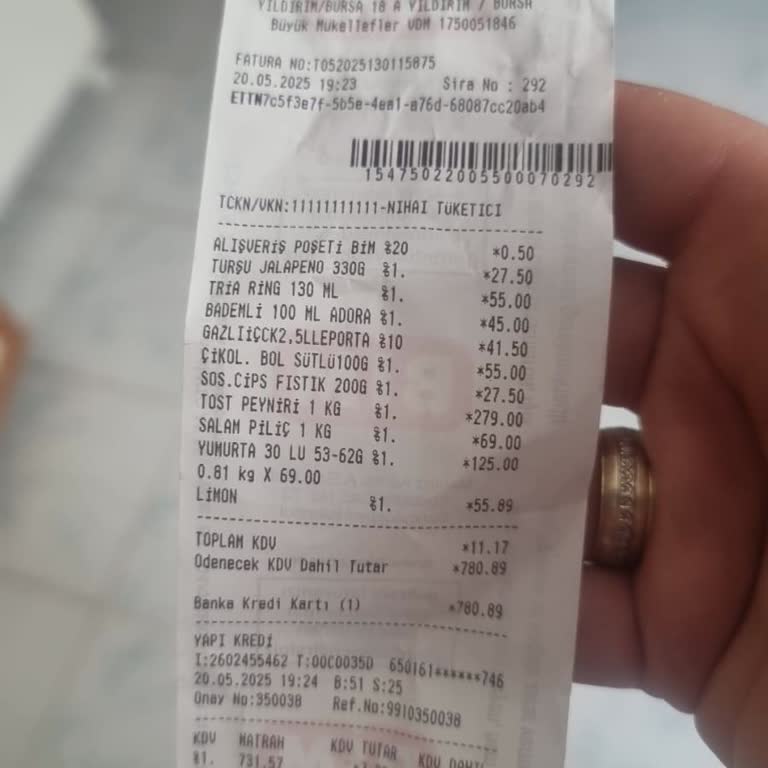 YILDIRIM/BURSA 18 A YILDIRIM / BURSA
Büyük Mükellefler VDM 1750051846
FATURA NO:T052025130115875
20.05.2025 19:23 Sira No : 292
ETTN7c5f3e7f-5b5e-4ea1-a76d-68087cc20ab4
15475022005500070292
TCKN/VKN:11111111111-NIHAI TÜKETICI
ALIŞVERİŞ POŞETİ BİM %20 *0.50
TURŞU JALAPENO 330G %1. *27.50
TRİA RING 130 ML %1. *55.00
BADEMLİ 100 ML ADORA %1. *45.00
GAZLIİÇCK2,5LLEPORTA %10 *41.50
ÇİKOL. BOL SÜTLÜ100G %1. *55.00
SOS.CİPS FISTIK 200G %1. *27.50
TOST PEYNİRİ 1 KG %1. *279.00
SALAM PİLİÇ 1 KG %1. *69.00
YUMURTA 30 LU 53-62G %1. *125.00
0.81 kg X 69.00
LİMON %1. *55.89
TOPLAM KDV *11.17
Odenecek KDV Dahil Tutar *780.89
Banka Kredi Kartı (1) *780.89
YAPI KREDİ
I:2602455462 T:00C0035D 650161******746
20.05.2025 19:24 B:51 S:25
Onay No:350038 Ref.No:9910350038
KDV MATRAH KDV TUTAR KDV DAHİL
%1. 731.57